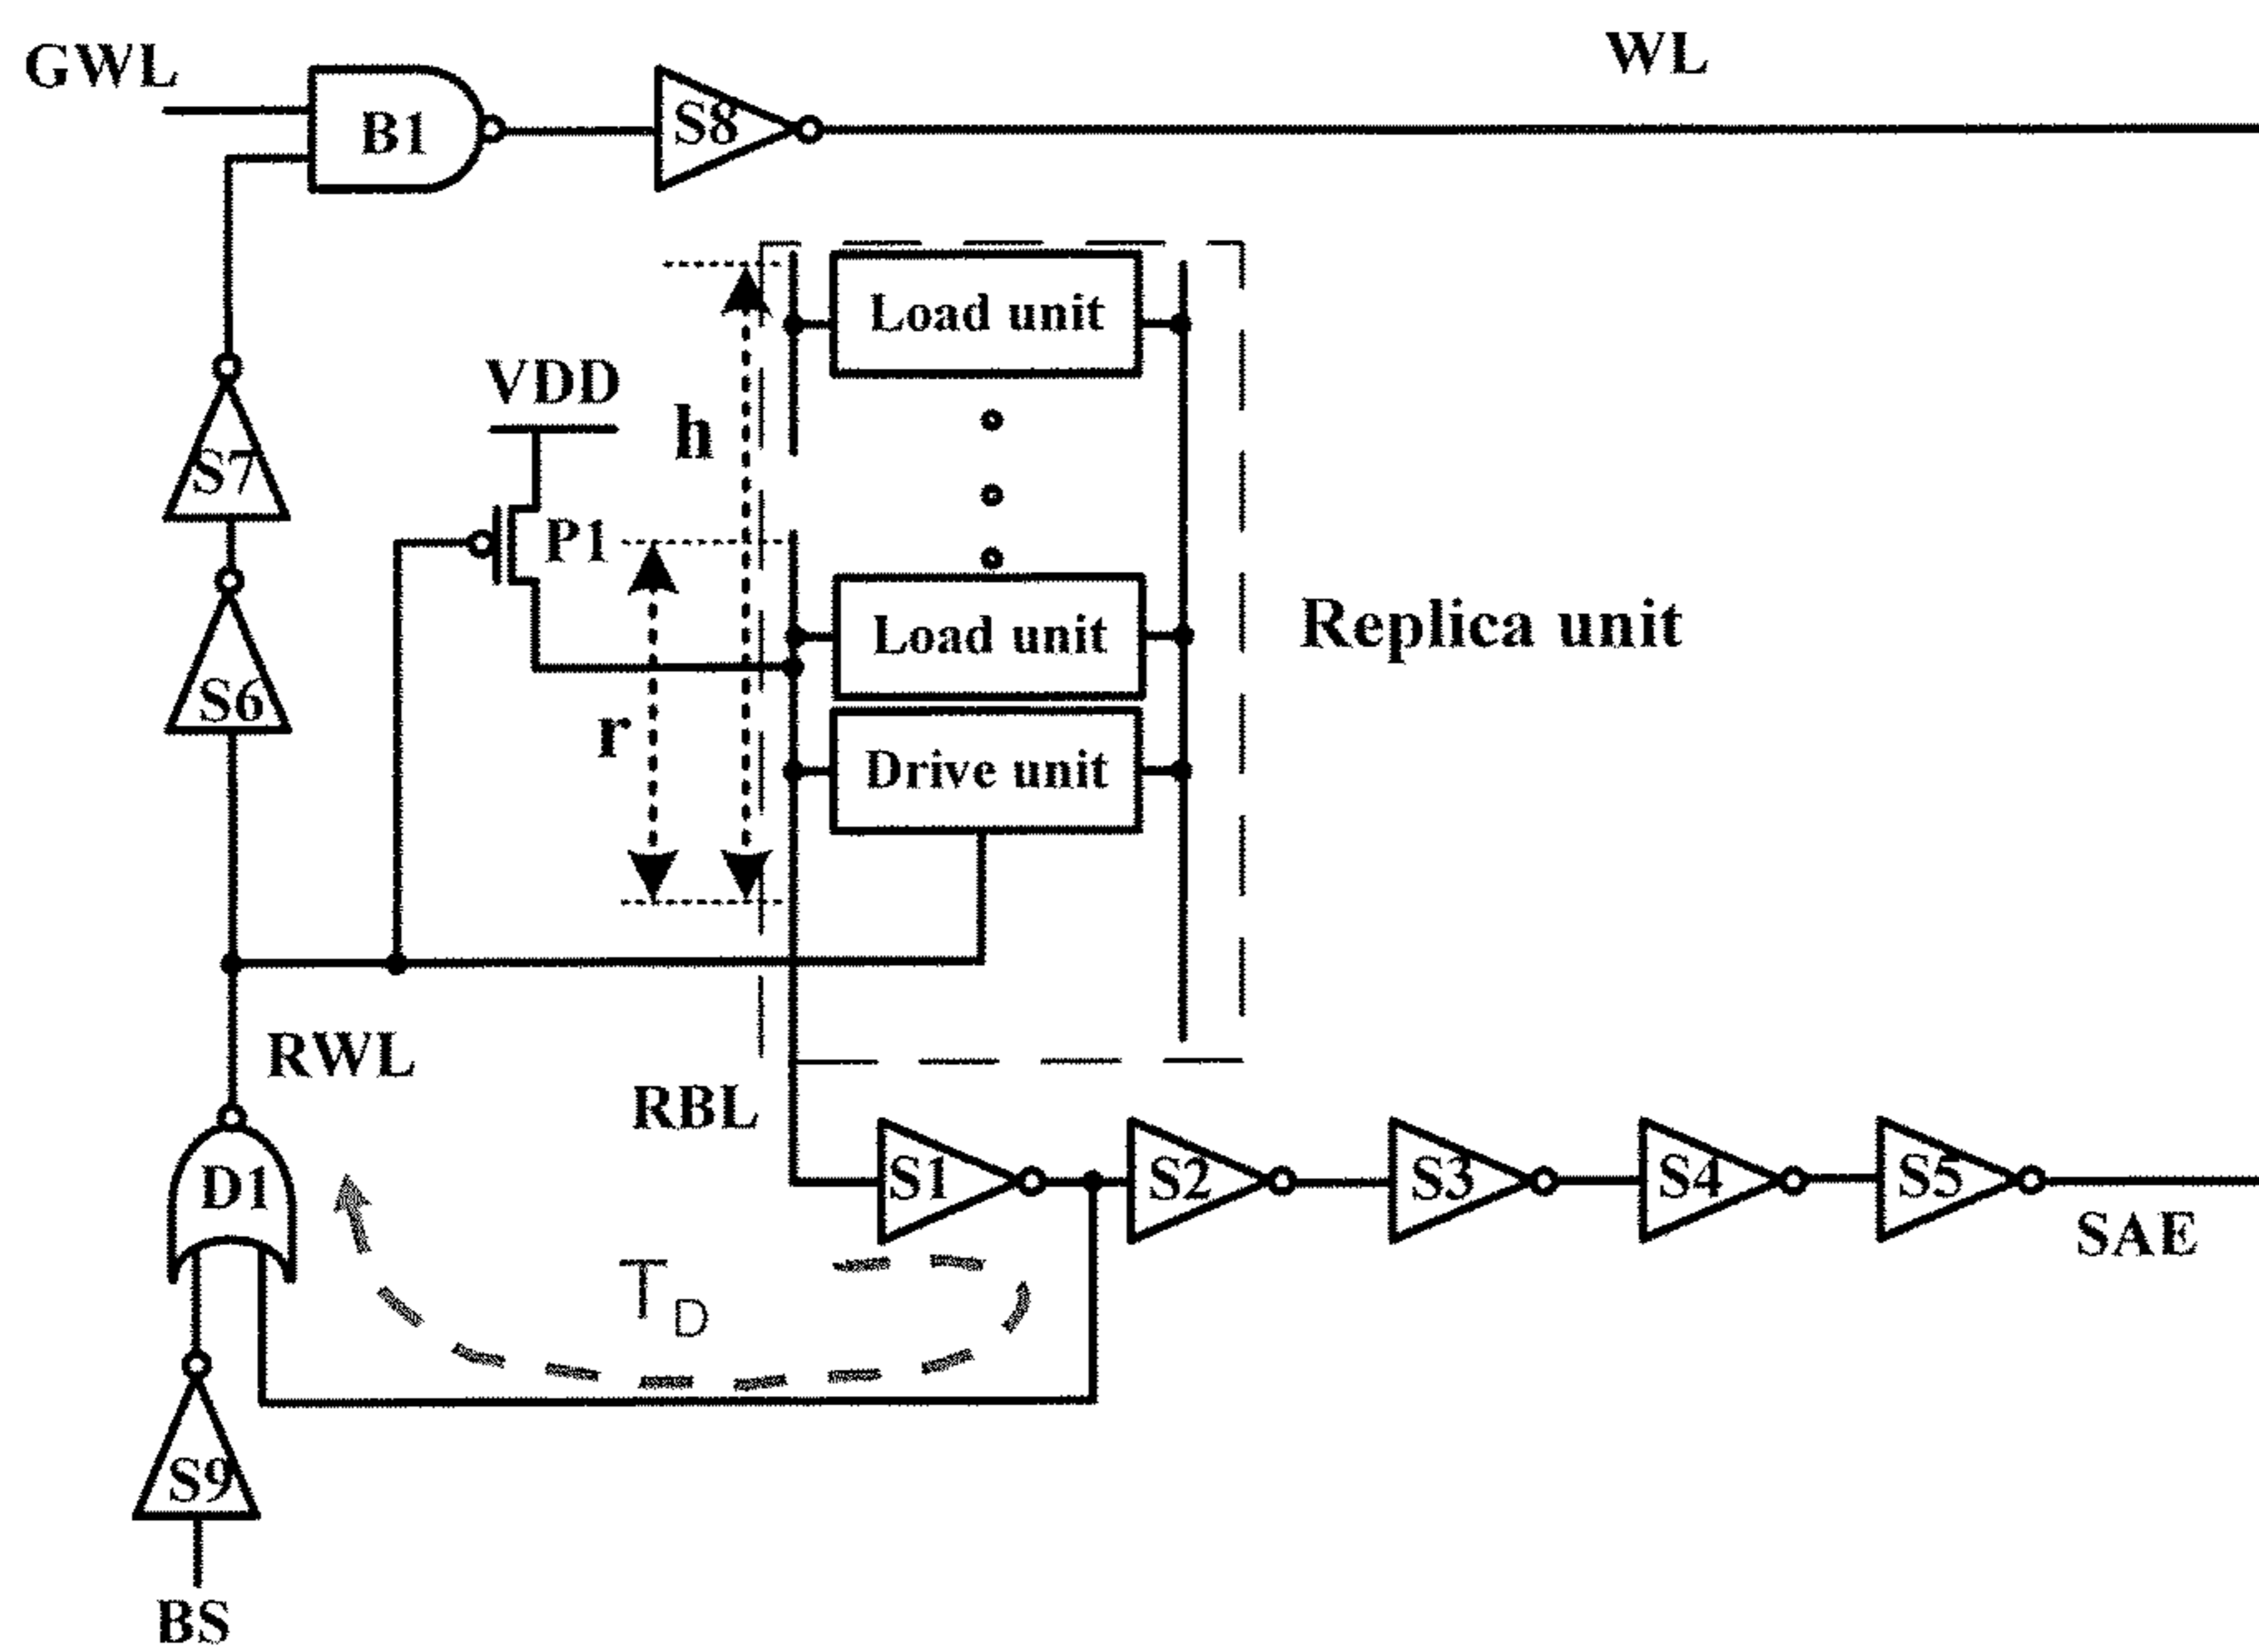 GWL
WL
B1
S8
Load unit
VDD
h
S7
P1
Load unit
Replica unit
S6
r
Drive unit
RWL
RBL
D1
S1
S2
S3
S4
S5
SAE
TD
S9
BS